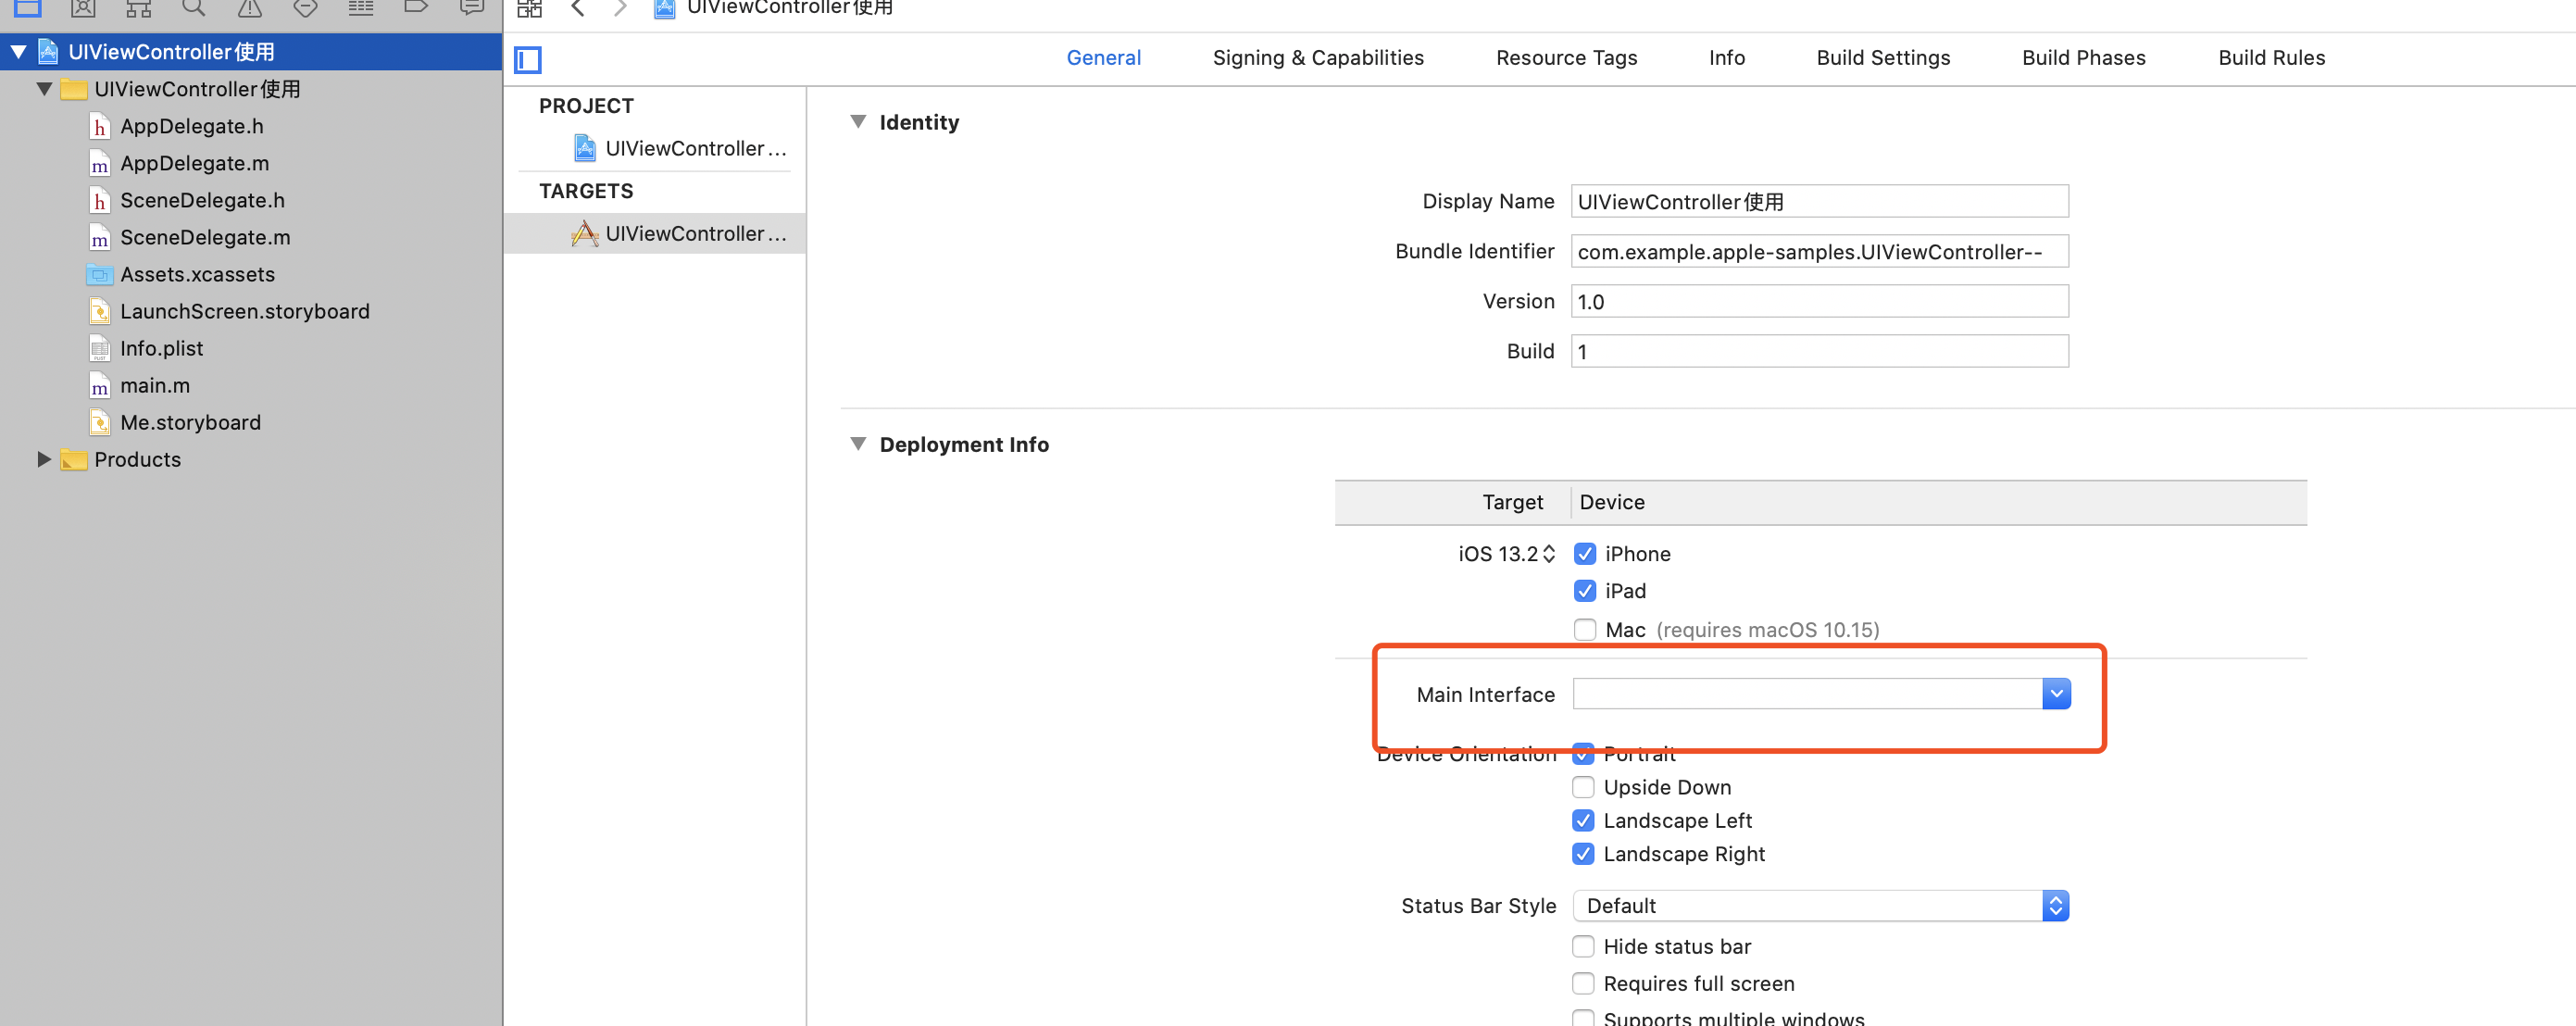 UIViewController使用
UIViewController使用
UIViewController使用
AppDelegate.h
AppDelegate.m
SceneDelegate.h
SceneDelegate.m
Assets.xcassets
LaunchScreen.storyboard
Info.plist
main.m
Me.storyboard
Products
General Signing & Capabilities Resource Tags Info Build Settings Build Phases Build Rules
PROJECT
UIViewController...
TARGETS
UIViewController...
Identity
Display Name UIViewController使用
Bundle Identifier com.example.apple-samples.UIViewController--
Version 1.0
Build 1
Deployment Info
Target Device
iOS 13.2 iPhone
iPad
Mac (requires macOS 10.15)
Main Interface
Device Orientation Portrait
Upside Down
Landscape Left
Landscape Right
Status Bar Style Default
Hide status bar
Requires full screen
Supports multiple windows